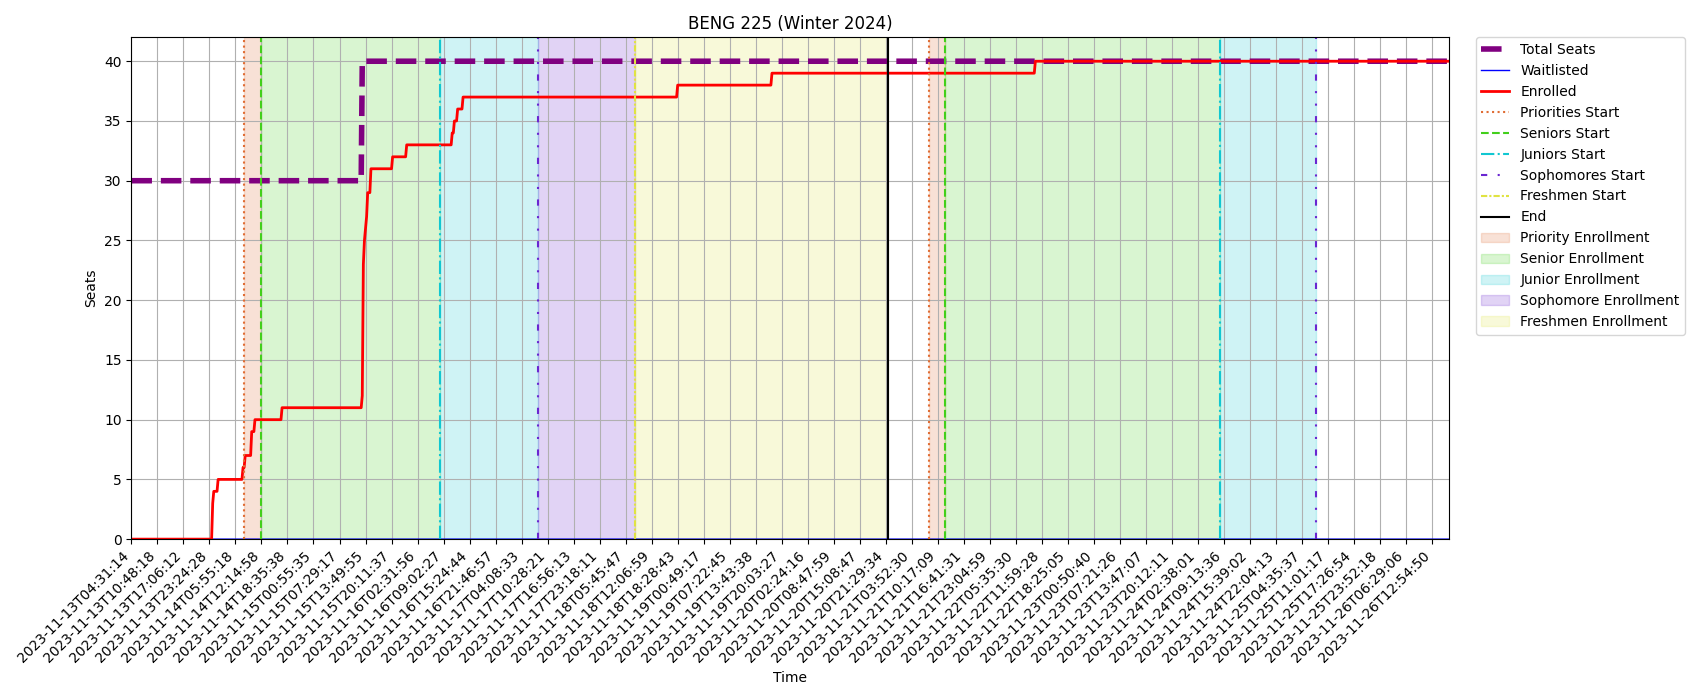 BENG 225 (Winter 2024)
40
35
30
25
20
15
10
5
0
Seats
2023-11-13T04:31:14
2023-11-13T10:48:18
2023-11-13T17:06:12
2023-11-13T23:24:28
2023-11-14T05:55:18
2023-11-14T12:14:58
2023-11-14T18:35:38
2023-11-15T00:55:35
2023-11-15T07:29:17
2023-11-15T13:49:55
2023-11-15T20:11:37
2023-11-16T02:31:56
2023-11-16T09:02:27
2023-11-16T15:24:44
2023-11-16T21:46:57
2023-11-17T04:08:33
2023-11-17T10:28:21
2023-11-17T16:56:13
2023-11-17T23:18:11
2023-11-18T05:45:47
2023-11-18T12:06:59
2023-11-18T18:28:43
2023-11-19T00:49:17
2023-11-19T07:22:45
2023-11-19T13:43:38
2023-11-19T20:03:27
2023-11-20T02:24:16
2023-11-20T08:47:59
2023-11-20T15:08:47
2023-11-20T21:29:34
2023-11-21T03:52:30
2023-11-21T10:17:09
2023-11-21T16:41:31
2023-11-21T23:04:59
2023-11-22T05:35:30
2023-11-22T11:59:28
2023-11-22T18:25:05
2023-11-23T00:50:40
2023-11-23T07:21:26
2023-11-23T13:47:07
2023-11-23T20:12:11
2023-11-24T02:38:01
2023-11-24T09:13:36
2023-11-24T15:39:02
2023-11-24T22:04:13
2023-11-25T04:35:37
2023-11-25T11:01:17
2023-11-25T17:26:54
2023-11-25T23:52:18
2023-11-26T06:29:06
2023-11-26T12:54:50
Time
Total Seats
Waitlisted
Enrolled
Priorities Start
Seniors Start
Juniors Start
Sophomores Start
Freshmen Start
End
Priority Enrollment
Senior Enrollment
Junior Enrollment
Sophomore Enrollment
Freshmen Enrollment